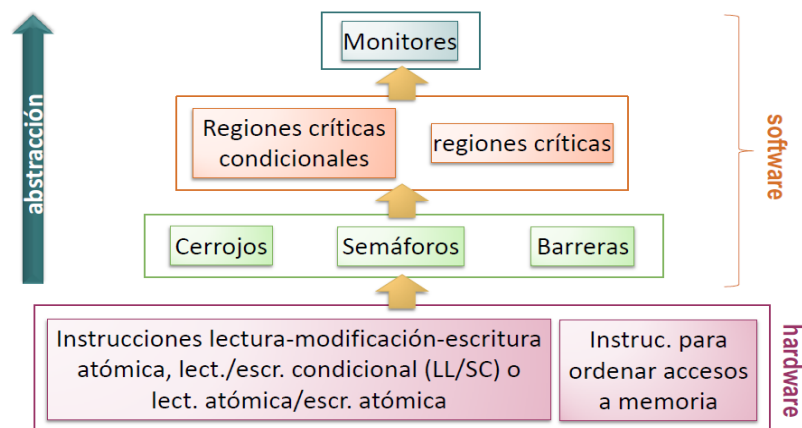 Monitores
abstracción
software
Regiones críticas
condicionales
regiones críticas
Cerrojos
Semáforos
Barreras
Instrucciones lectura-modificación-escritura
atómica, lect./escr. condicional (LL/SC) o
lect. atómica/escr. atómica
Instruc. para
ordenar accesos
a memoria
hardware